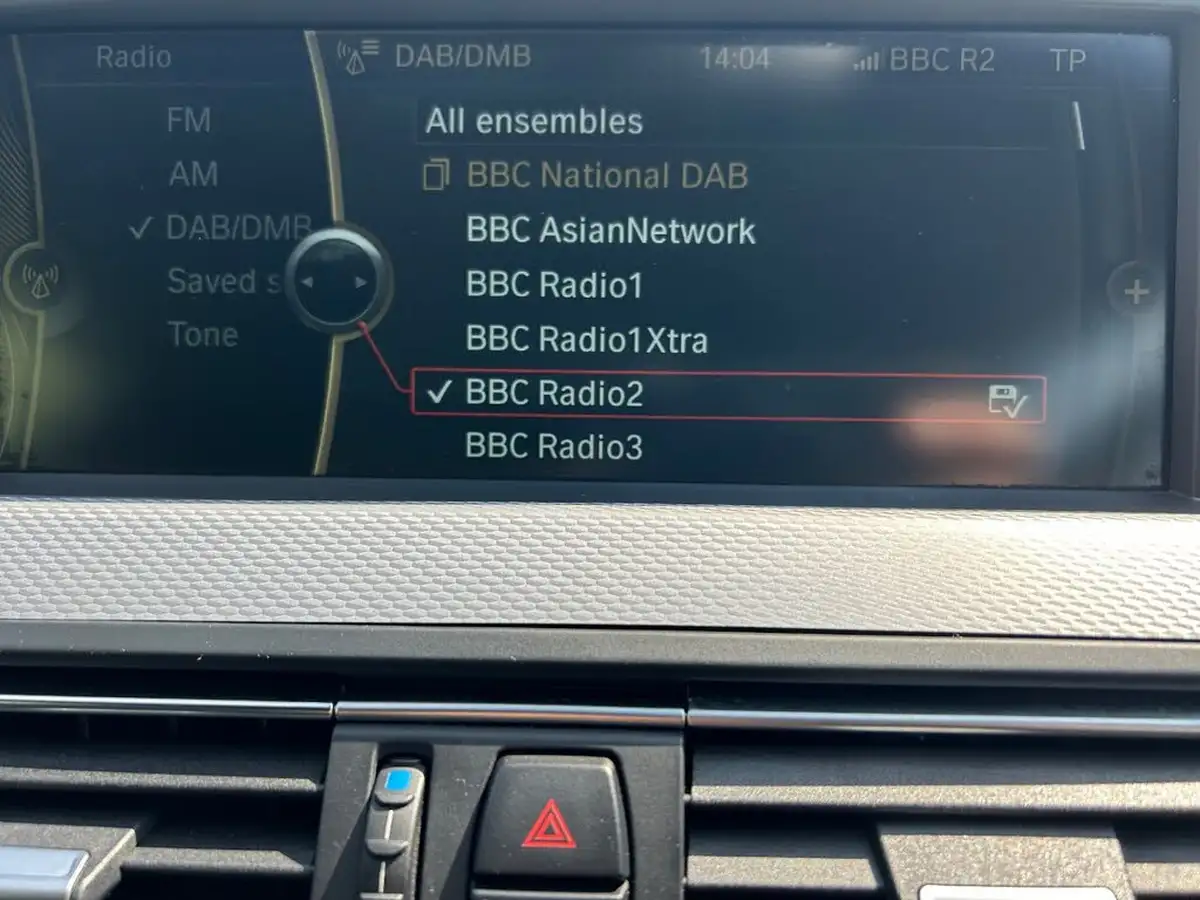 Radio
DAB/DMB 14:04 BBC R2 TP
FM
AM
DAB/DMB
Saved s
Tone
All ensembles
BBC National DAB
BBC AsianNetwork
BBC Radio1
BBC Radio1Xtra
BBC Radio2
BBC Radio3